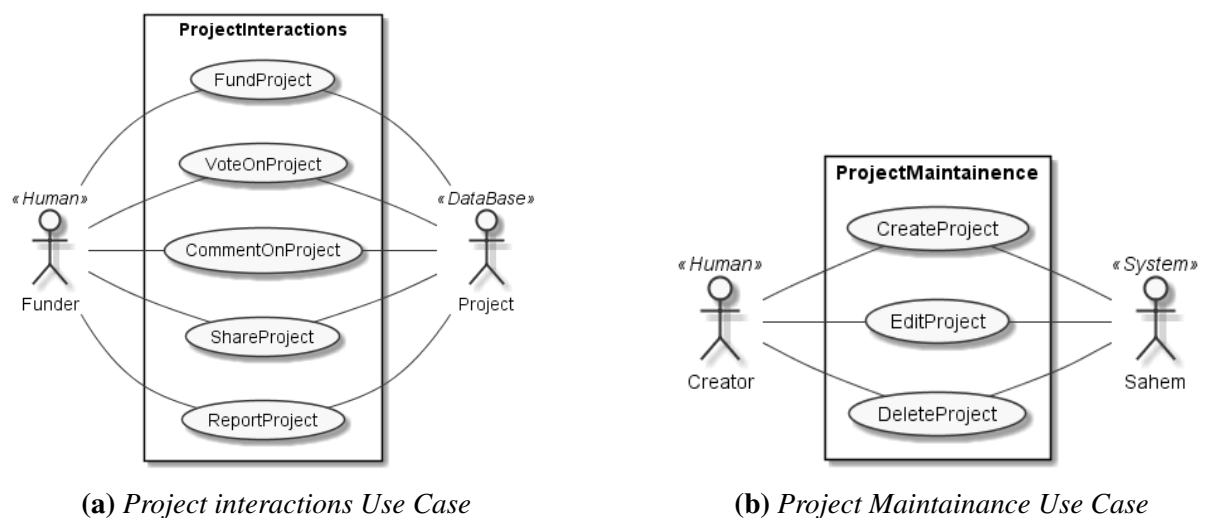 ProjectInteractions
FundProject
VoteOnProject
«Human»
Funder
CommentOnProject
«DataBase»
Project
ShareProject
ReportProject
(a) Project interactions Use Case
ProjectMaintainence
CreateProject
«Human»
Creator
EditProject
«System»
Sahem
DeleteProject
(b) Project Maintainance Use Case